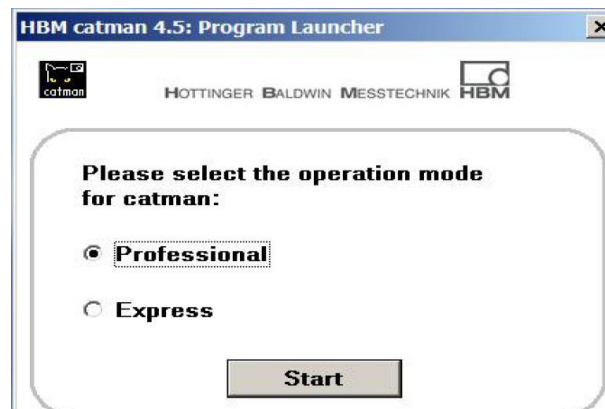 HBM catman 4.5: Program Launcher
catman
HOTTINGER BALDWIN MESSTECHNIK HBM
Please select the operation mode
for catman:
Professional
Express
Start